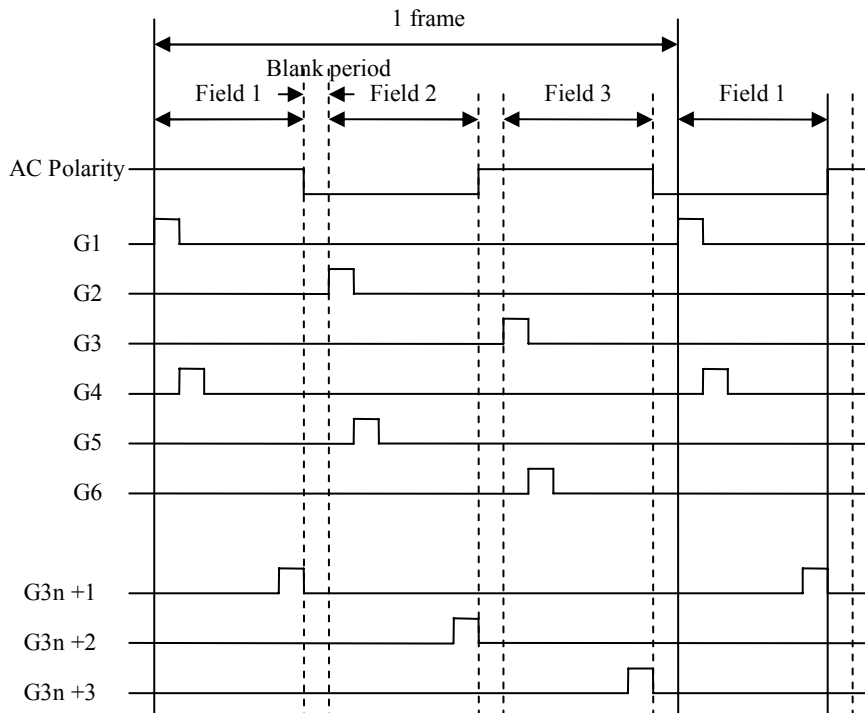 1 frame
Blank period
Field 1
Field 2
Field 3
Field 1
AC Polarity
G1
G2
G3
G4
G5
G6
G3n +1
G3n +2
G3n +3